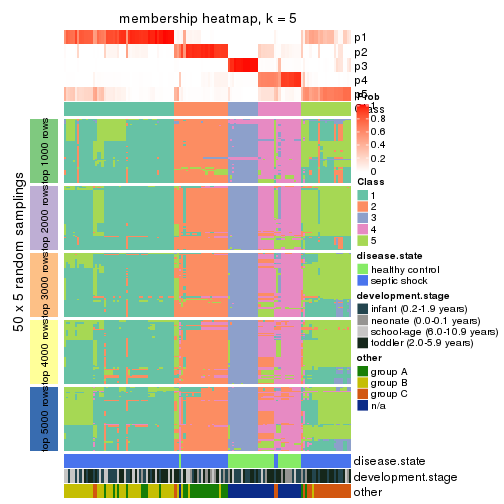 membership heatmap, k = 5
p1
p2
p3
p4
p5
Class
Prob
1
0.8
0.6
0.4
0.2
0
Class
1
2
3
4
5
disease.state
healthy control
septic shock
development.stage
infant (0.2-1.9 years)
neonate (0.0-0.1 years)
school-age (6.0-10.9 years)
toddler (2.0-5.9 years)
other
group A
group B
group C
n/a
50 x 5 random samplings
top 1000 rows
top 2000 rows
top 3000 rows
top 4000 rows
top 5000 rows
disease.state
development.stage
other